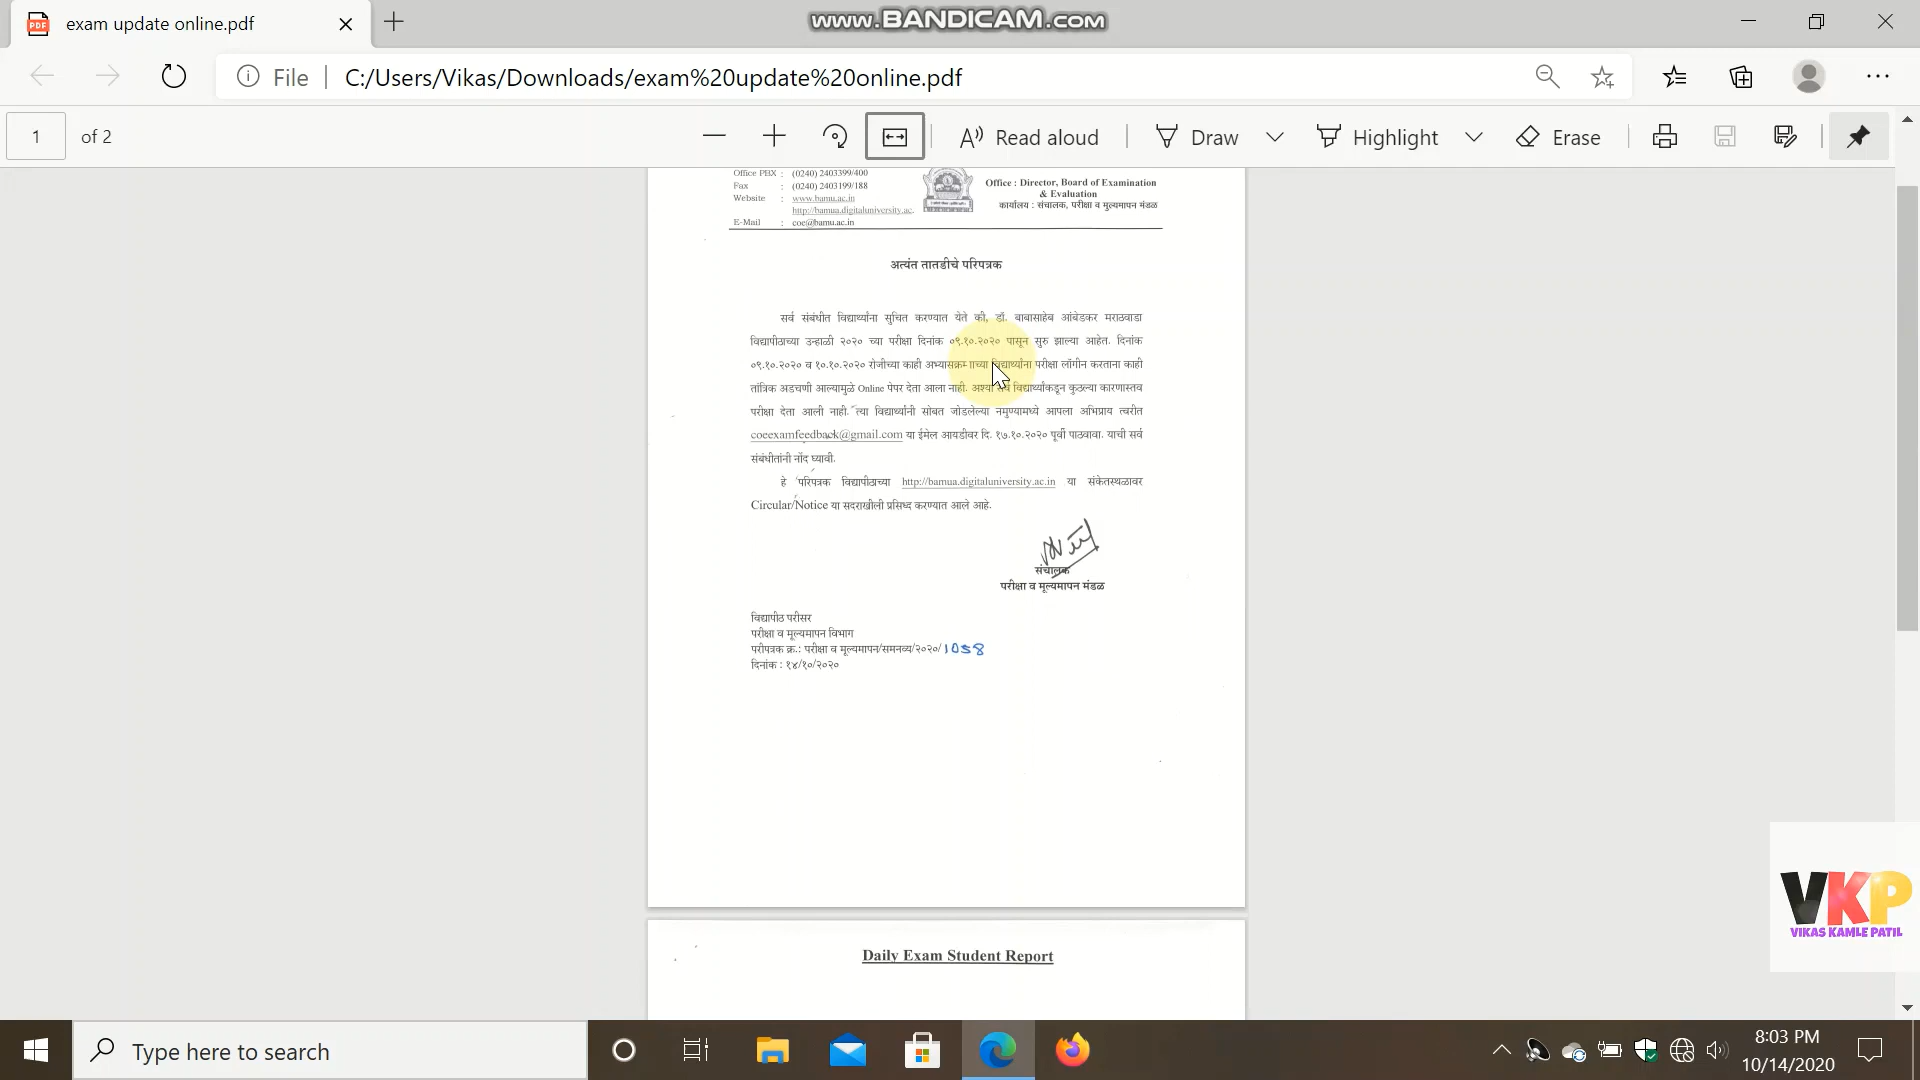 exam update online.pdf
www.BANDICAM.com
File
C:/Users/Vikas/Downloads/exam%20update%20online.pdf
1 of 2
Read aloud
Draw
Highlight
Erase
Office PBX : (0240) 2403399/400
Fax : (0240) 2403199/188
Website : www.bamu.ac.in
http://bamua.digitaluniversity.ac.
E-Mail : coe@bamu.ac.in
Office : Director, Board of Examination
& Evaluation
कार्यालय : संचालक, परीक्षा व मुल्यमापन मंडळ
अत्यंत तातडीचे परिपत्रक
सर्व संबंधीत विद्यार्थ्यांना सुचित करण्यात येते की, डॉ. बाबासाहेब आंबेडकर मराठवाडा
विद्यापीठाच्या उन्हाळी २०२० च्या परीक्षा दिनांक ०९.१०.२०२० पासून सुरु झाल्या आहेत. दिनांक
०९.१०.२०२० व १०.१०.२०२० रोजीच्या काही अभ्यासक्रमाच्या विद्यार्थ्यांना परीक्षा लॉगीन करताना काही
तांत्रिक अडचणी आल्यामुळे Online पेपर देता आला नाही. अश्या सर्व विद्यार्थ्यांकडून कुठल्या कारणास्तव
परीक्षा देता आली नाही. त्या विद्यार्थ्यांनी सोबत जोडलेल्या नमुण्यामध्ये आपला अभिप्राय त्वरीत
coeexamfeedback@gmail.com या ईमेल आयडीवर दि. १७.१०.२०२० पूर्वी पाठवावा. याची सर्व
संबंधीतांनी नोंद घ्यावी.
हे परिपत्रक विद्यापीठाच्या http://bamua.digitaluniversity.ac.in या संकेतस्थळावर
Circular/Notice या सदराखीली प्रसिध्द करण्यात आले आहे.
संचालक
परीक्षा व मूल्यमापन मंडळ
विद्यापीठ परीसर
परीक्षा व मूल्यमापन विभाग
परीपत्रक क्र.: परीक्षा व मूल्यमापन/समनव्य/२०२०/1058
दिनांक : १४/१०/२०२०
Daily Exam Student Report
VKP
VIKAS KAMLE PATIL
Type here to search
8:03 PM
10/14/2020